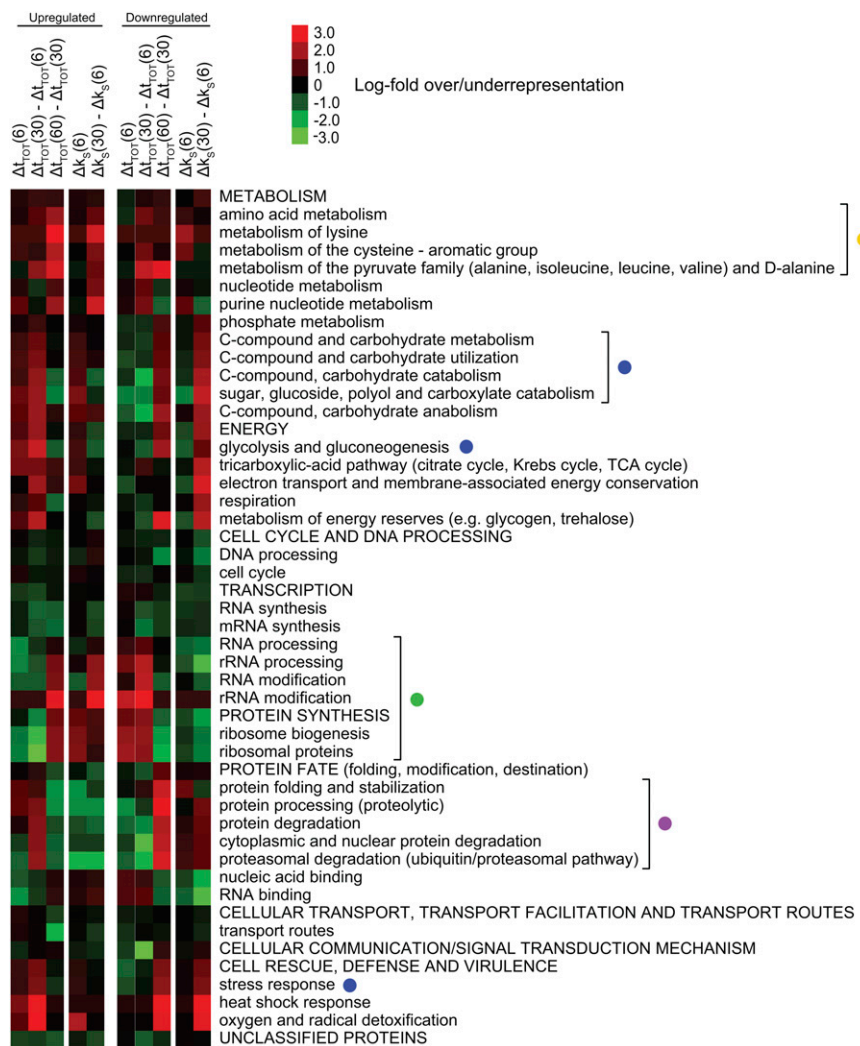 Upregulated
Downregulated
Δt_TOT(6)
Δt_TOT(30) - Δt_TOT(6)
Δt_TOT(60) - Δt_TOT(30)
Δk_S(6)
Δk_S(30) - Δk_S(6)
Δt_TOT(6)
Δt_TOT(30) - Δt_TOT(6)
Δt_TOT(60) - Δt_TOT(30)
Δk_S(6)
Δk_S(30) - Δk_S(6)
3.0
2.0
1.0
0
-1.0
-2.0
-3.0
Log-fold over/underrepresentation
METABOLISM
amino acid metabolism
metabolism of lysine
metabolism of the cysteine - aromatic group
metabolism of the pyruvate family (alanine, isoleucine, leucine, valine) and D-alanine
nucleotide metabolism
purine nucleotide metabolism
phosphate metabolism
C-compound and carbohydrate metabolism
C-compound and carbohydrate utilization
C-compound, carbohydrate catabolism
sugar, glucoside, polyol and carboxylate catabolism
C-compound, carbohydrate anabolism
ENERGY
glycolysis and gluconeogenesis
tricarboxylic-acid pathway (citrate cycle, Krebs cycle, TCA cycle)
electron transport and membrane-associated energy conservation
respiration
metabolism of energy reserves (e.g. glycogen, trehalose)
CELL CYCLE AND DNA PROCESSING
DNA processing
cell cycle
TRANSCRIPTION
RNA synthesis
mRNA synthesis
RNA processing
rRNA processing
RNA modification
rRNA modification
PROTEIN SYNTHESIS
ribosome biogenesis
ribosomal proteins
PROTEIN FATE (folding, modification, destination)
protein folding and stabilization
protein processing (proteolytic)
protein degradation
cytoplasmic and nuclear protein degradation
proteasomal degradation (ubiquitin/proteasomal pathway)
nucleic acid binding
RNA binding
CELLULAR TRANSPORT, TRANSPORT FACILITATION AND TRANSPORT ROUTES
transport routes
CELLULAR COMMUNICATION/SIGNAL TRANSDUCTION MECHANISM
CELL RESCUE, DEFENSE AND VIRULENCE
stress response
heat shock response
oxygen and radical detoxification
UNCLASSIFIED PROTEINS